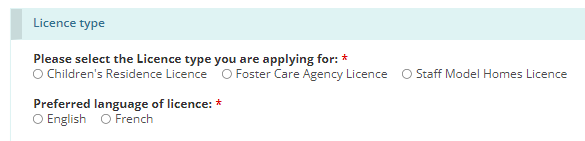 Licence type
Please select the Licence type you are applying for: *
Children's Residence Licence Foster Care Agency Licence Staff Model Homes Licence
Preferred language of licence: *
English French